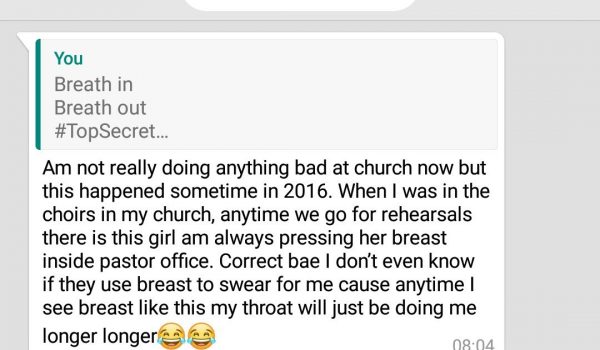 You
Breath in
Breath out
#TopSecret...
Am not really doing anything bad at church now but
this happened sometime in 2016. When I was in the
choirs in my church, anytime we go for rehearsals
there is this girl am always pressing her breast
inside pastor office. Correct bae I don't even know
if they use breast to swear for me cause anytime I
see breast like this my throat will just be doing me
longer longer😂😂
08:04